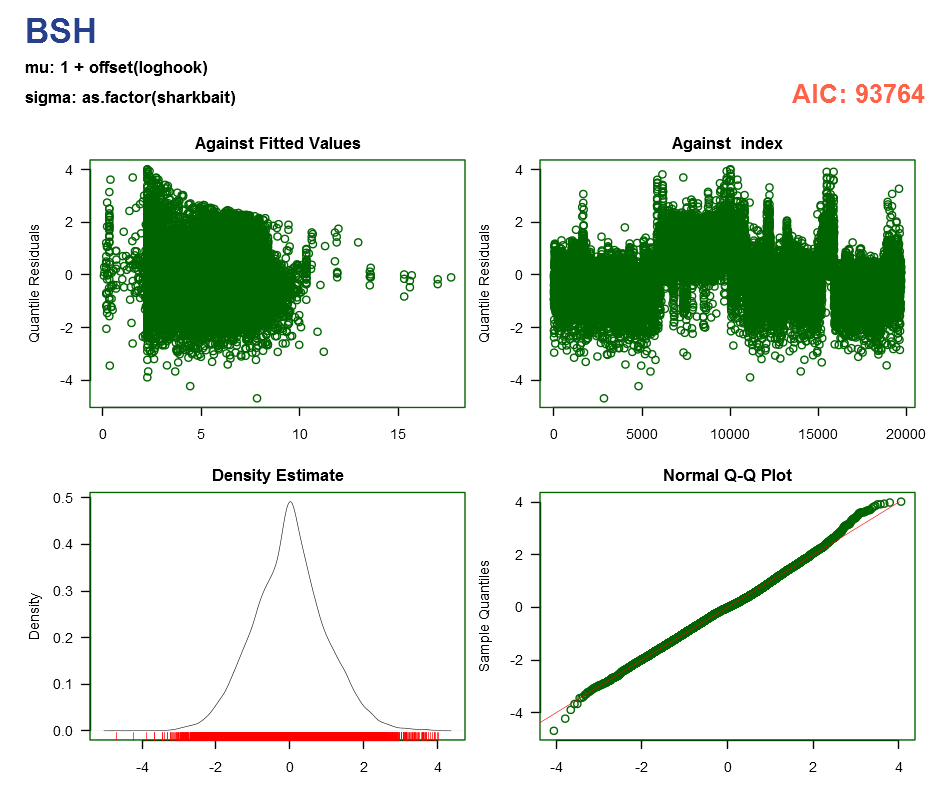 BSH
mu: 1 + offset(loghook)
sigma: as.factor(sharkbait)
AIC: 93764
Against Fitted Values
Quantile Residuals
4
2
0
-2
-4
0 5 10 15
Against index
Quantile Residuals
4
2
0
-2
-4
0 5000 10000 15000 20000
Density Estimate
Density
0.5
0.4
0.3
0.2
0.1
0.0
-4 -2 0 2 4
Normal Q-Q Plot
Sample Quantiles
4
2
0
-2
-4
-4 -2 0 2 4